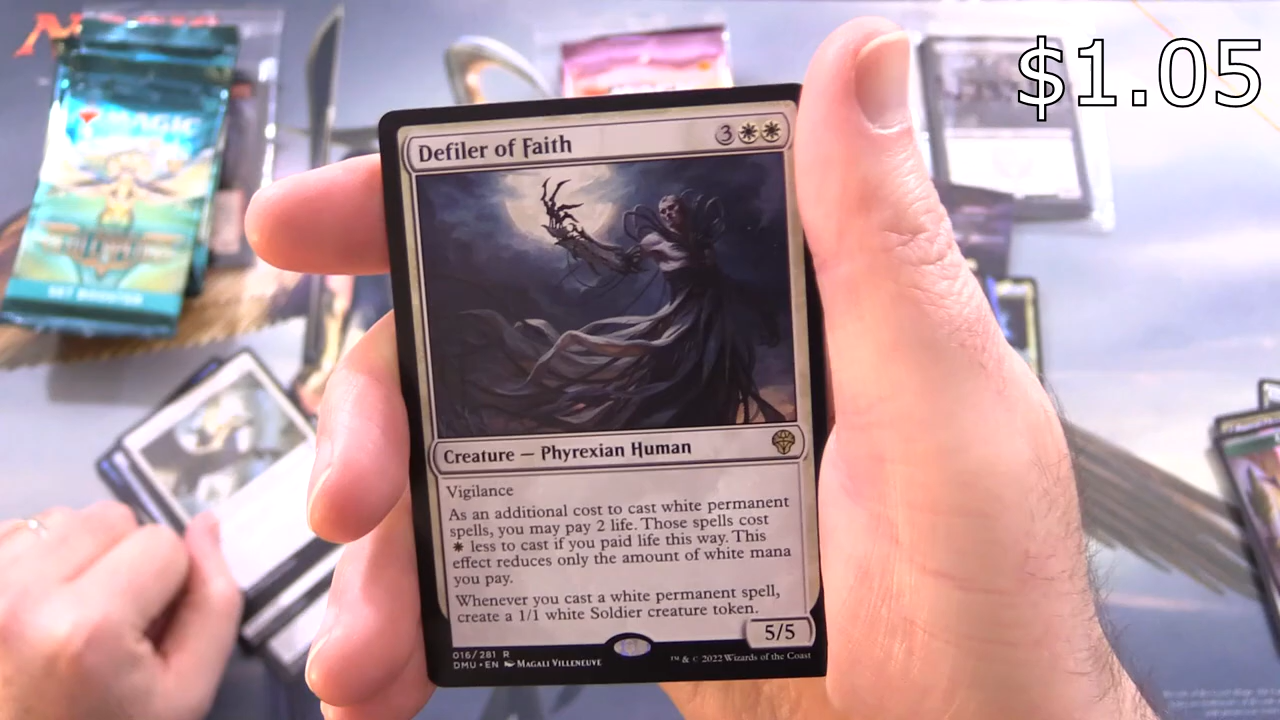 $1.05
MAGIC
SET BOOSTER
Defiler of Faith
3
Creature — Phyrexian Human
Vigilance
As an additional cost to cast white permanent
spells, you may pay 2 life. Those spells cost
less to cast if you paid life this way. This
effect reduces only the amount of white mana
you pay.
Whenever you cast a white permanent spell,
create a 1/1 white Soldier creature token.
5/5
016/281 R
DMU • EN MAGALI VILLENEUVE
™ & © 2022 Wizards of the Coast